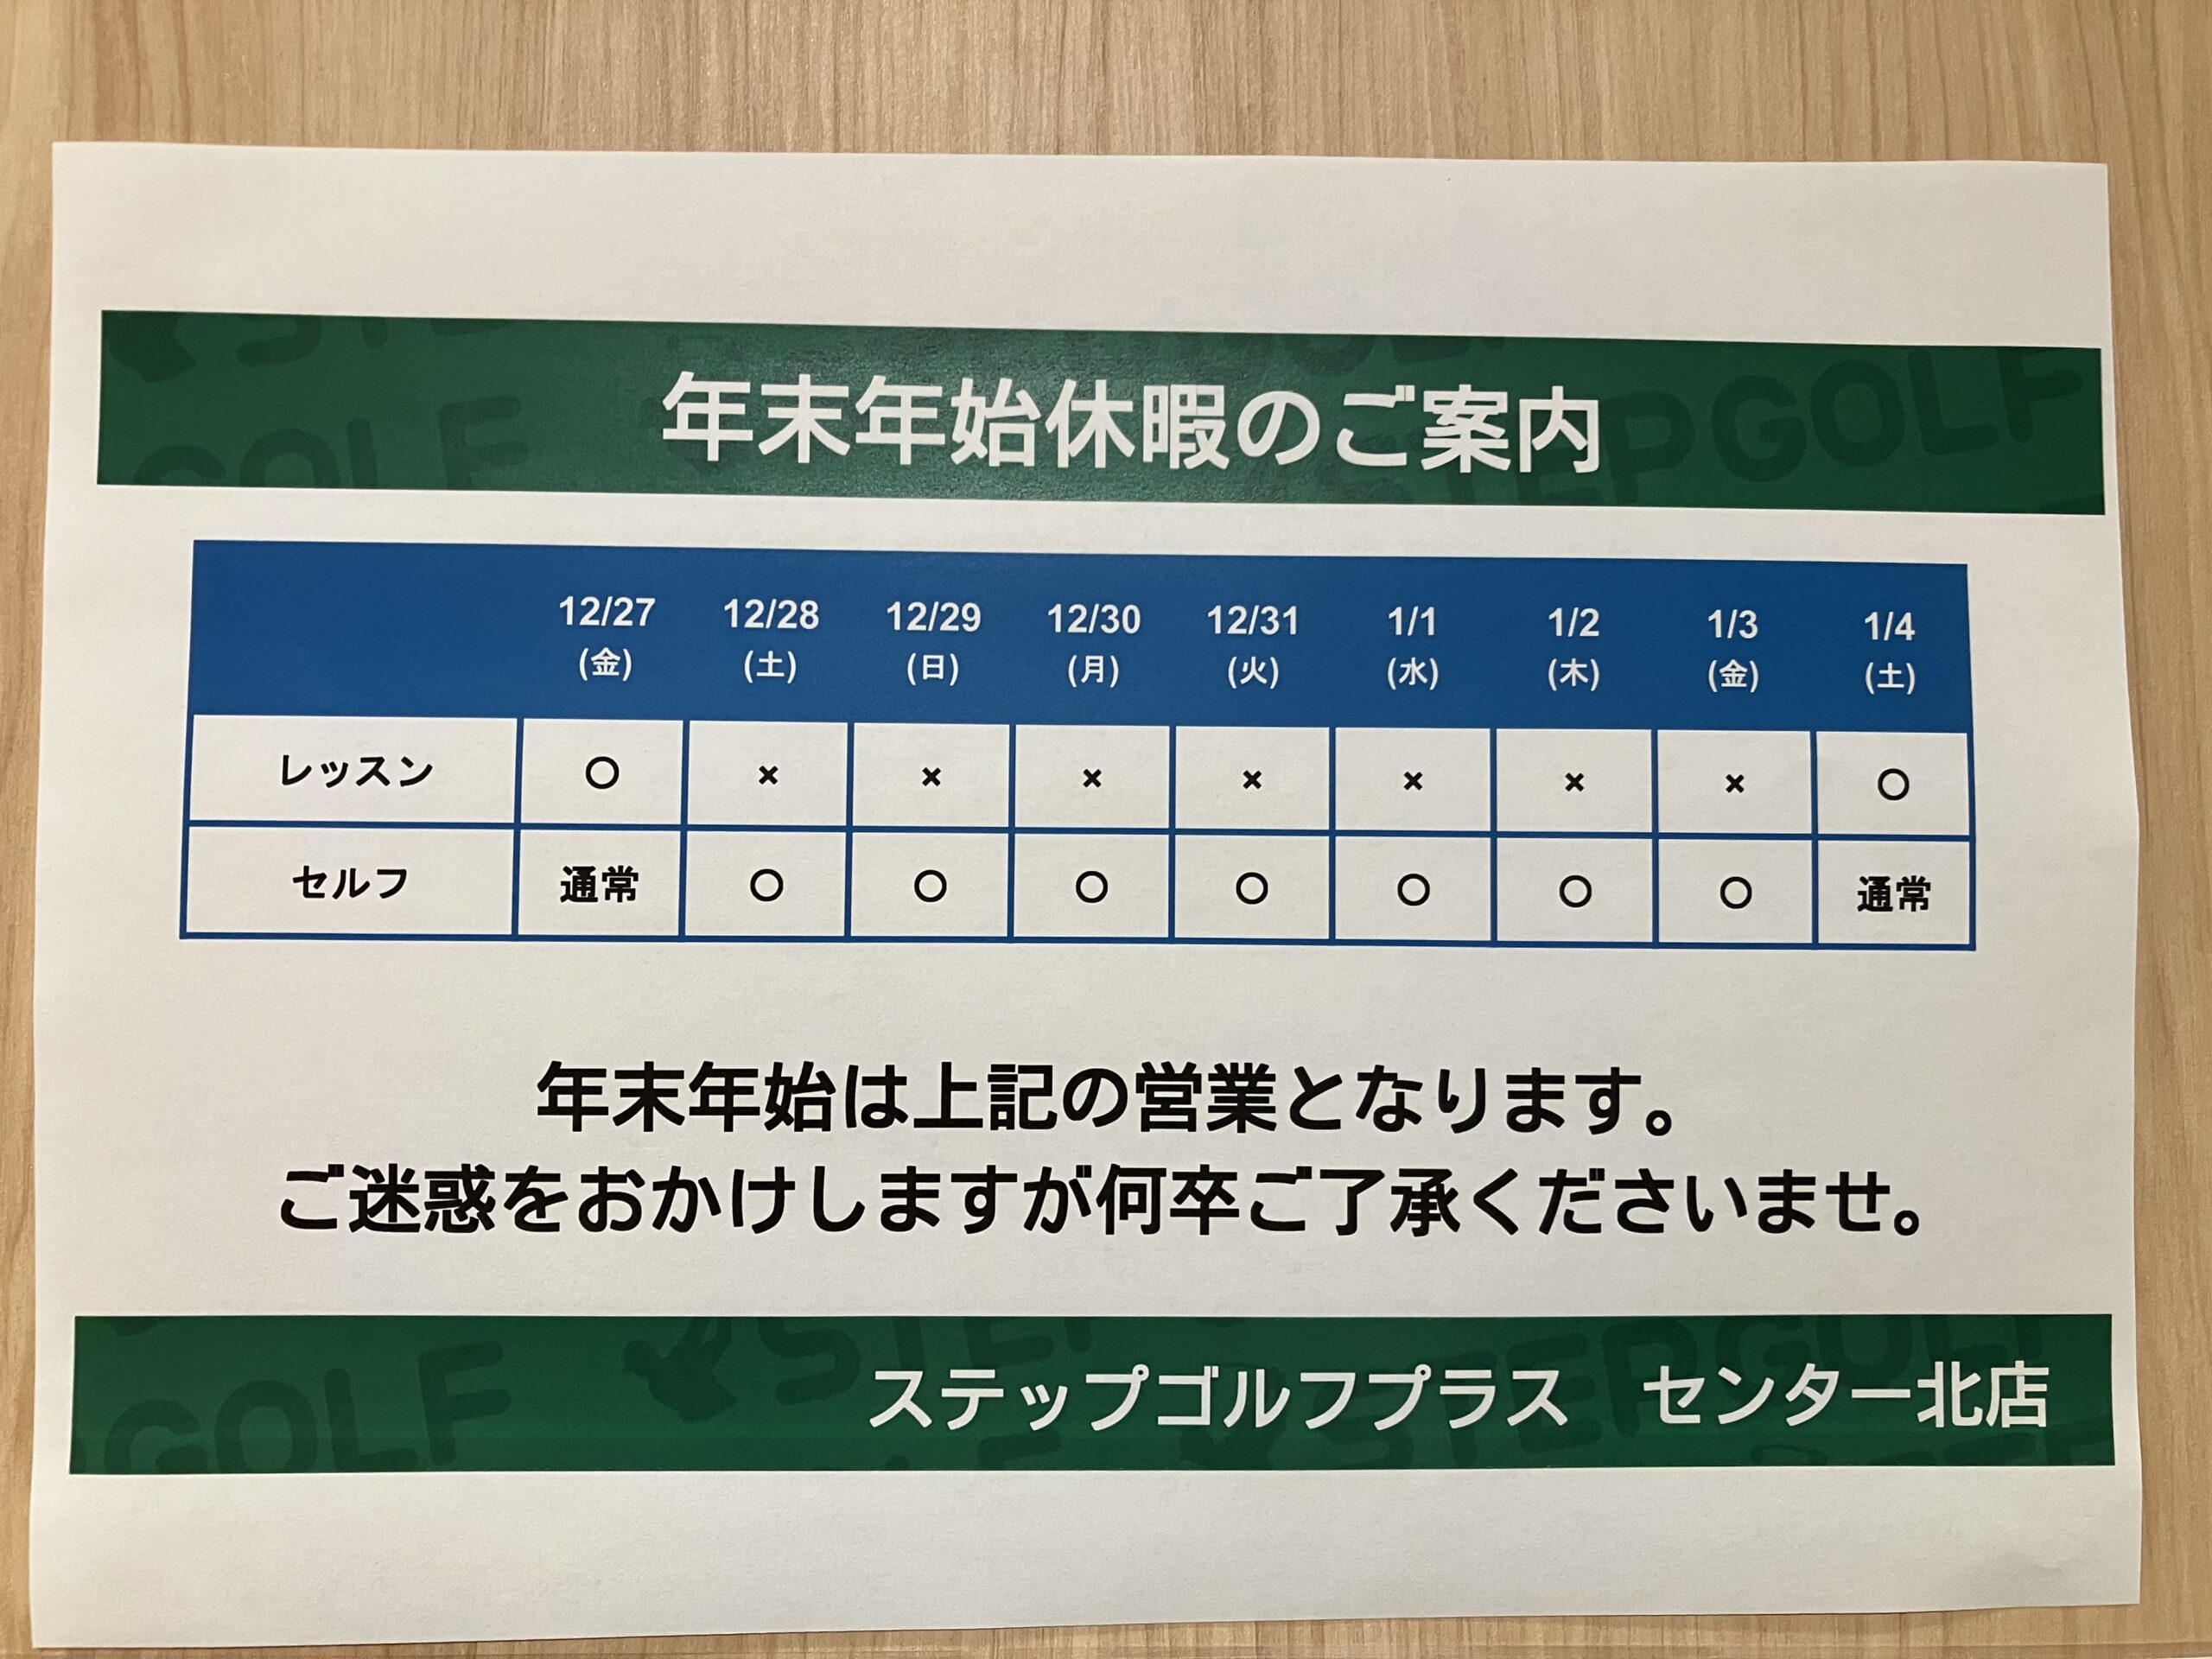 年末年始休暇のご案内
12/27 12/28 12/29 12/30 12/31 1/1 1/2 1/3 1/4
(金) (土) (日) (月) (火) (水) (木) (金) (土)
レッスン ○ × × × × × × × ○
セルフ 通常 ○ ○ ○ ○ ○ ○ ○ 通常
年末年始は上記の営業となります。
ご迷惑をおかけしますが何卒ご了承くださいませ。
ステップゴルフプラス　センター北店